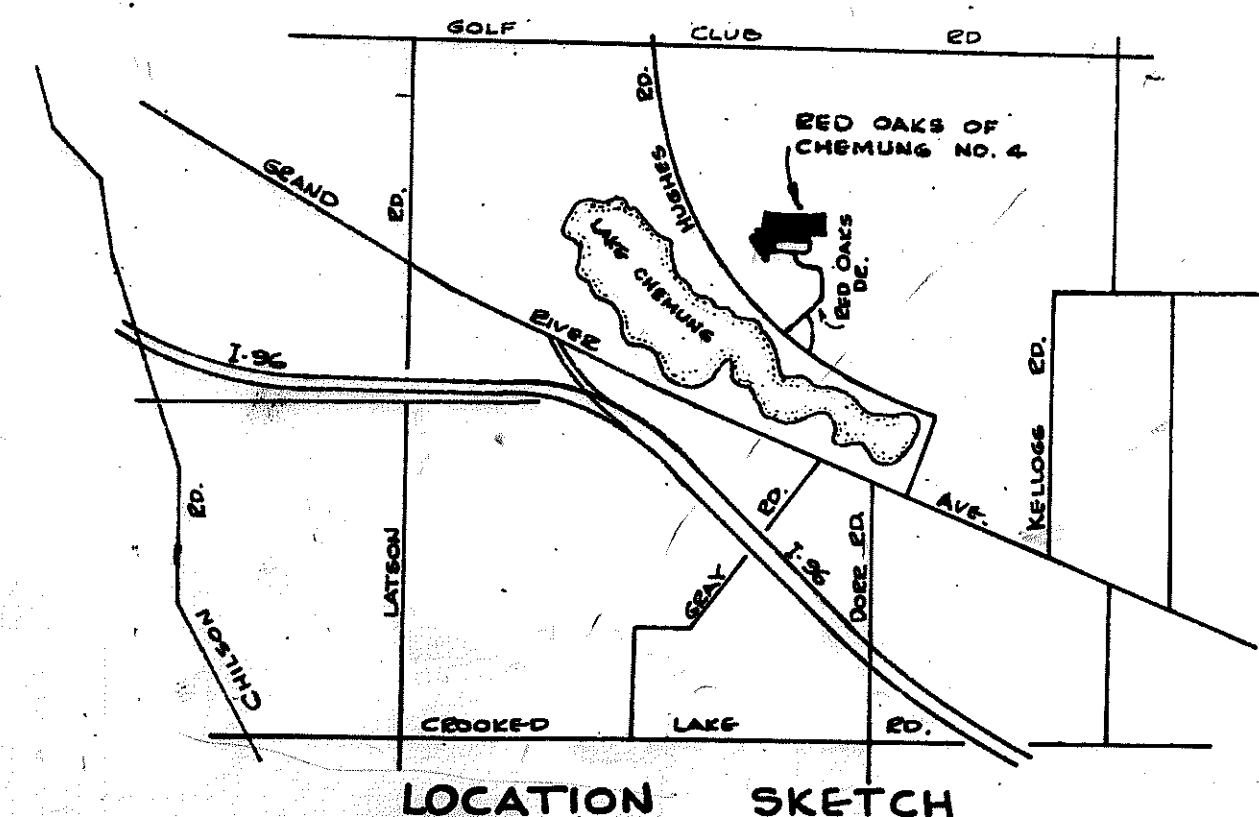 GOLF CLUB RD
RD.
HUGHES
RED OAKS OF
CHEMUNG NO. 4
GRAND
RD.
LAKE CHEMUNG
RED OAKS
DR.
RIVER
I-96
KELLOGG RD.
AVE.
RD.
RD.
I-96
DORR RD.
LATSON
GRAY
CHILSON
CROOKED LAKE RD.
LOCATION SKETCH